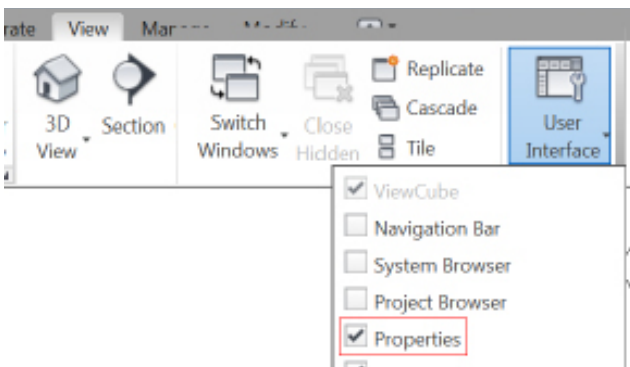 View
3D View
Section
Switch Windows
Close Hidden
Replicate
Cascade
Tile
User Interface
ViewCube
Navigation Bar
System Browser
Project Browser
Properties